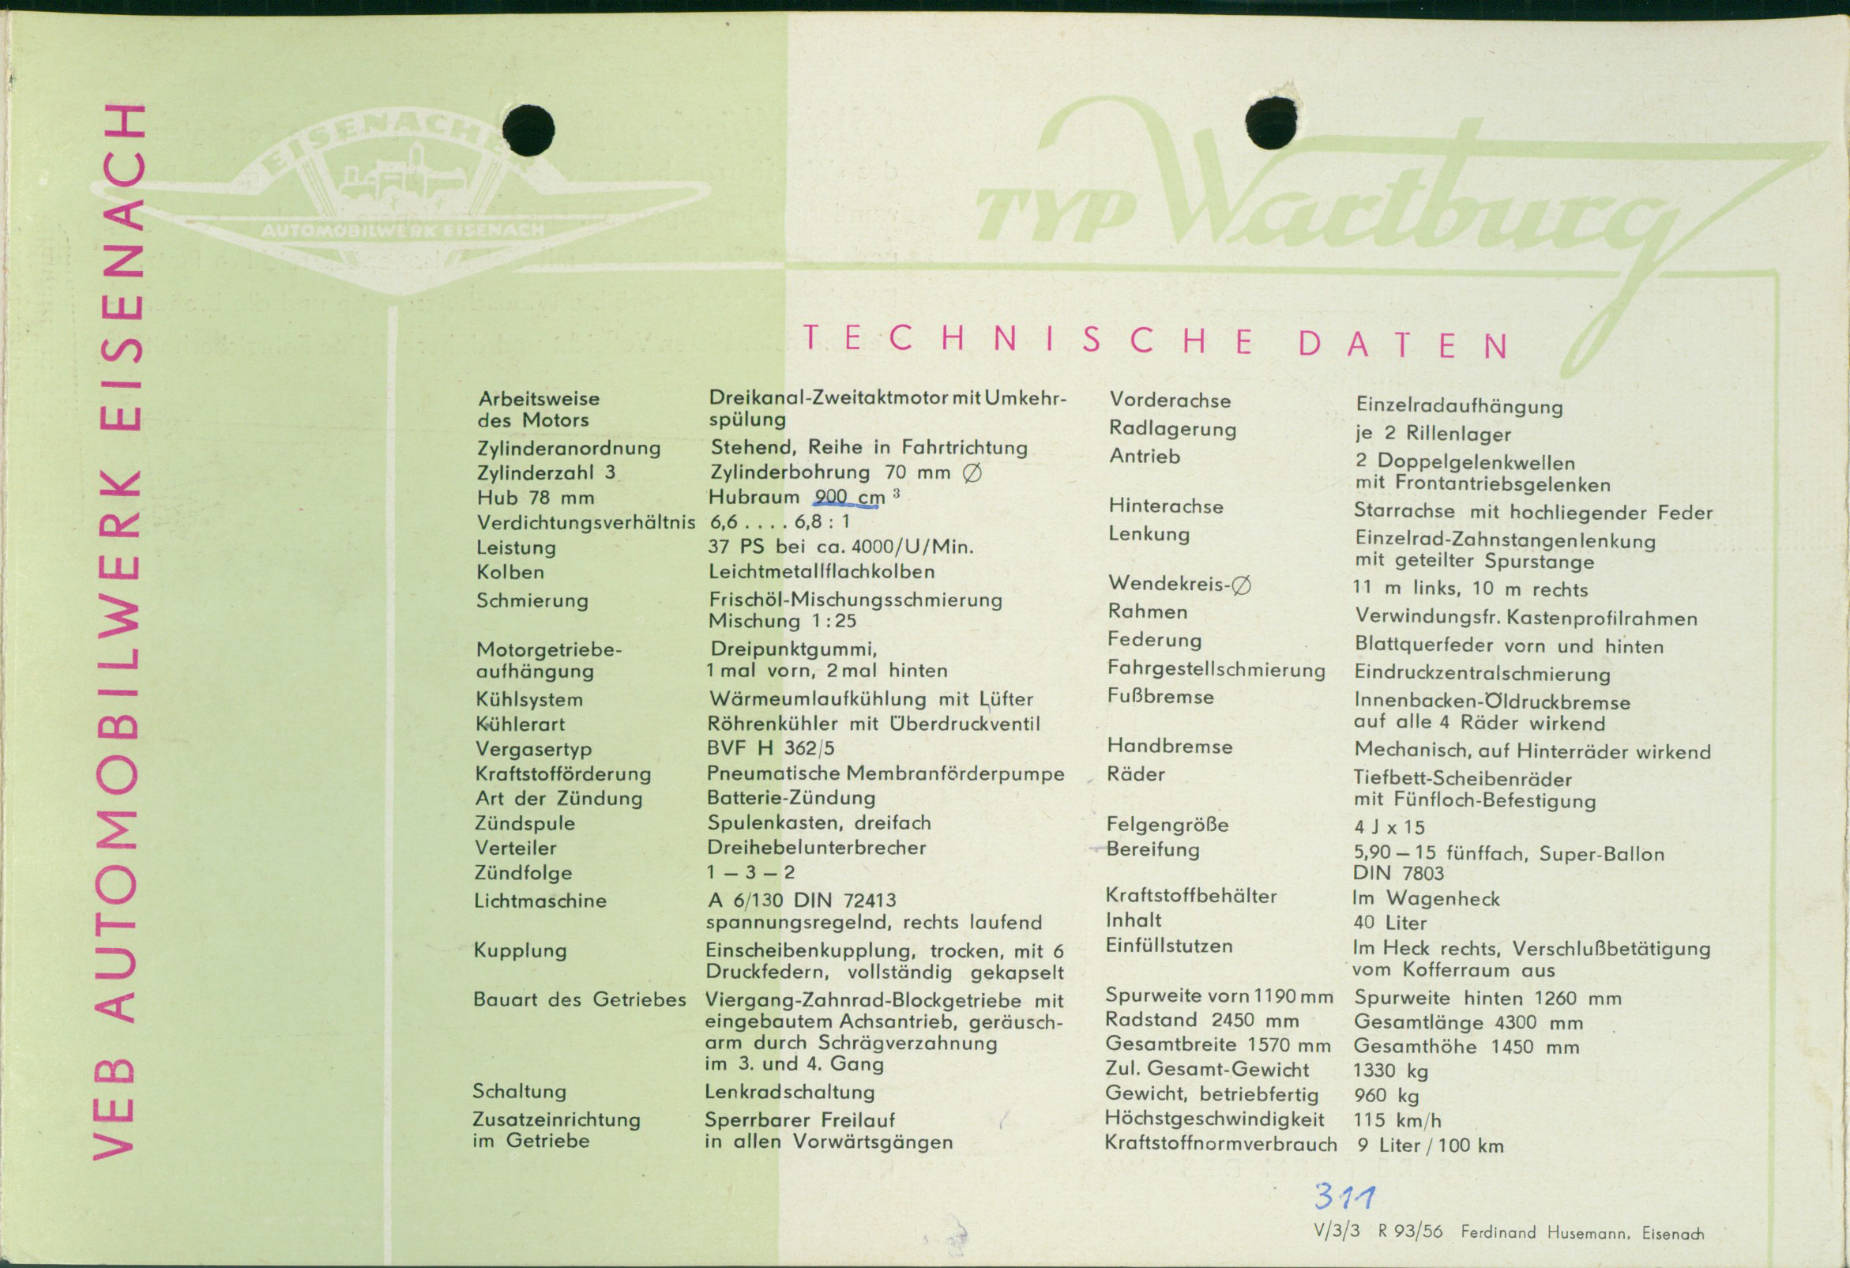 VEB AUTOMOBILWERK EISENACH
EISENACHER
AUTOMOBILWERK EISENACH
TYP Wartburg
TECHNISCHE DATEN
Arbeitsweise des Motors Dreikanal-Zweitaktmotor mit Umkehr-
spülung
Zylinderanordnung Stehend, Reihe in Fahrtrichtung
Zylinderzahl 3 Zylinderbohrung 70 mm ∅
Hub 78 mm Hubraum 900 cm³
Verdichtungsverhältnis 6,6 . . . . 6,8 : 1
Leistung 37 PS bei ca. 4000/U/Min.
Kolben Leichtmetallflachkolben
Schmierung Frischöl-Mischungsschmierung
Mischung 1 : 25
Motorgetriebe- Dreipunktgummi,
aufhängung 1 mal vorn, 2 mal hinten
Kühlsystem Wärmeumlaufkühlung mit Lüfter
Kühlerart Röhrenkühler mit Überdruckventil
Vergasertyp BVF H 362/5
Kraftstofförderung Pneumatische Membranförderpumpe
Art der Zündung Batterie-Zündung
Zündspule Spulenkasten, dreifach
Verteiler Dreihebelunterbrecher
Zündfolge 1 – 3 – 2
Lichtmaschine A 6/130 DIN 72413
spannungsregelnd, rechts laufend
Kupplung Einscheibenkupplung, trocken, mit 6
Druckfedern, vollständig gekapselt
Bauart des Getriebes Viergang-Zahnrad-Blockgetriebe mit
eingebautem Achsantrieb, geräusch-
arm durch Schrägverzahnung
im 3. und 4. Gang
Schaltung Lenkradschaltung
Zusatzeinrichtung Sperrbarer Freilauf
im Getriebe in allen Vorwärtsgängen
Vorderachse Einzelradaufhängung
Radlagerung je 2 Rillenlager
Antrieb 2 Doppelgelenkwellen
mit Frontantriebsgelenken
Hinterachse Starrachse mit hochliegender Feder
Lenkung Einzelrad-Zahnstangenlenkung
mit geteilter Spurstange
Wendekreis-∅ 11 m links, 10 m rechts
Rahmen Verwindungsfr. Kastenprofilrahmen
Federung Blattquerfeder vorn und hinten
Fahrgestellschmierung Eindruckzentralschmierung
Fußbremse Innenbacken-Öldruckbremse
auf alle 4 Räder wirkend
Handbremse Mechanisch, auf Hinterräder wirkend
Räder Tiefbett-Scheibenräder
mit Fünfloch-Befestigung
Felgengröße 4 J x 15
Bereifung 5,90 – 15 fünffach, Super-Ballon
DIN 7803
Kraftstoffbehälter Im Wagenheck
Inhalt 40 Liter
Einfüllstutzen Im Heck rechts, Verschlußbetätigung
vom Kofferraum aus
Spurweite vorn 1190 mm Spurweite hinten 1260 mm
Radstand 2450 mm Gesamtlänge 4300 mm
Gesamtbreite 1570 mm Gesamthöhe 1450 mm
Zul. Gesamt-Gewicht 1330 kg
Gewicht, betriebfertig 960 kg
Höchstgeschwindigkeit 115 km/h
Kraftstoffnormverbrauch 9 Liter / 100 km
311
V/3/3 R 93/56 Ferdinand Husemann, Eisenach